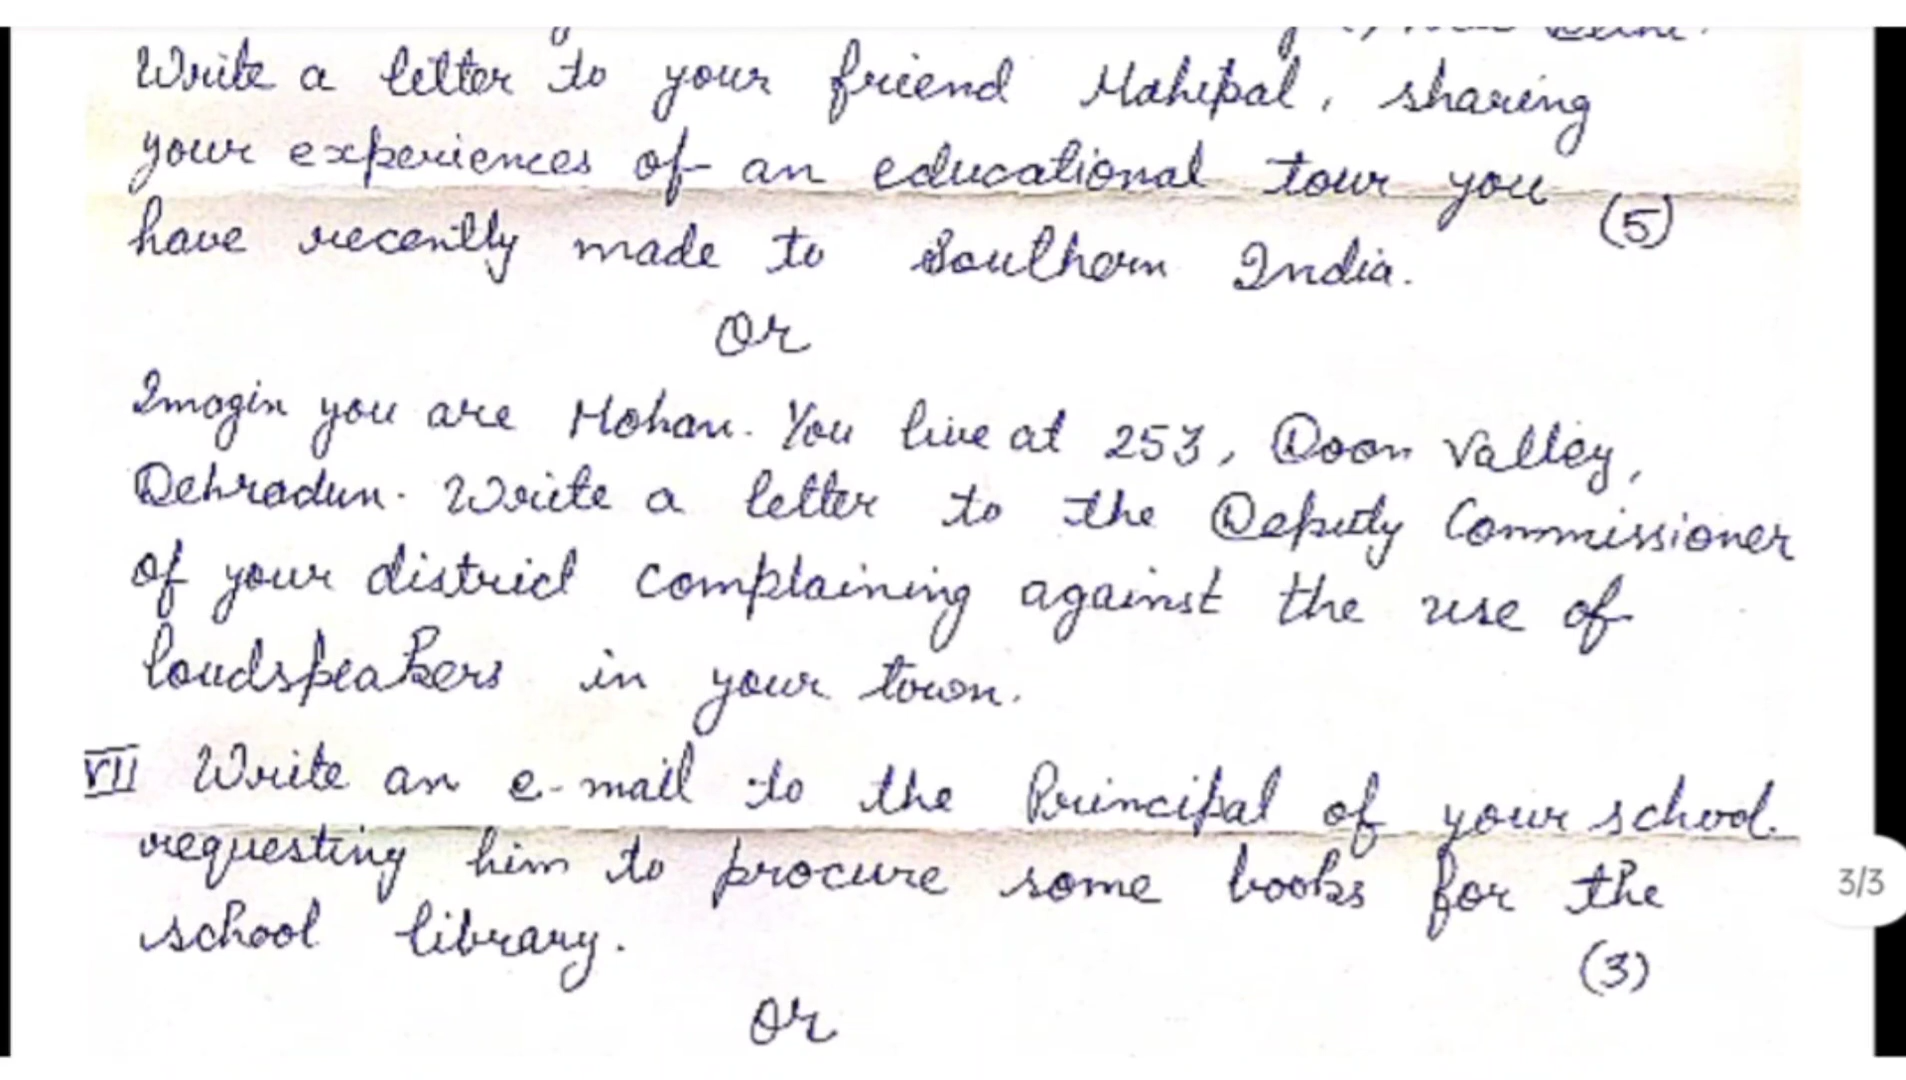 Write a letter to your friend Mahipal, sharing
your experiences of an educational tour you
have recently made to Southern India. (5)
or
Imagin you are Mohan. You live at 253, Doon Valley,
Dehradun. Write a letter to the Deputy Commissioner
of your district complaining against the use of
loudspeakers in your town.
VII Write an e-mail to the Principal of your school
requesting him to procure some books for the
3/3
school library.
(3)
or